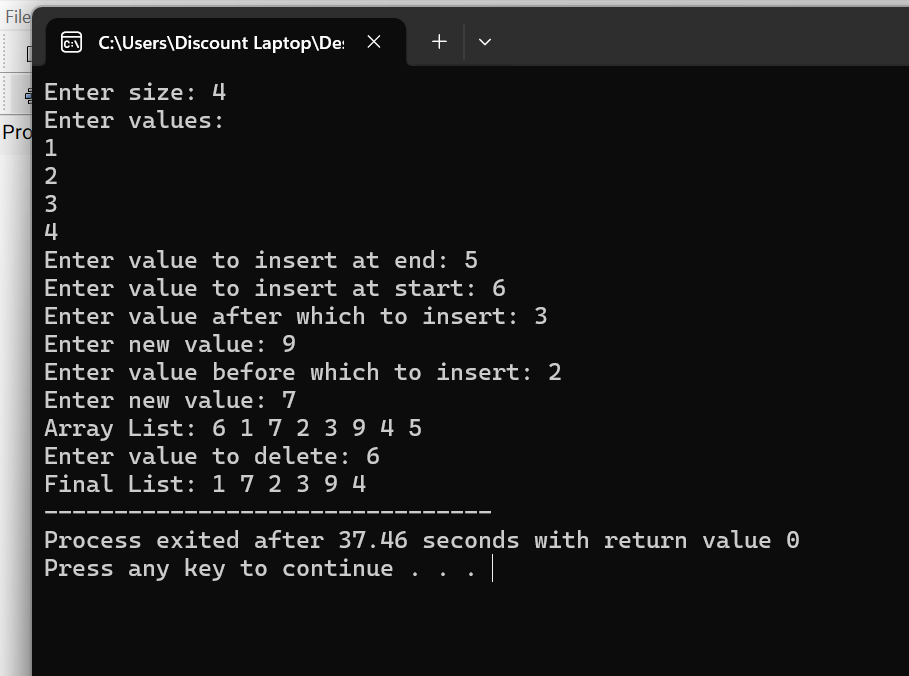 File
C:\Users\Discount Laptop\De
Pro
Enter size: 4
Enter values:
1
2
3
4
Enter value to insert at end: 5
Enter value to insert at start: 6
Enter value after which to insert: 3
Enter new value: 9
Enter value before which to insert: 2
Enter new value: 7
Array List: 6 1 7 2 3 9 4 5
Enter value to delete: 6
Final List: 1 7 2 3 9 4
--------------------------------
Process exited after 37.46 seconds with return value 0
Press any key to continue . . .